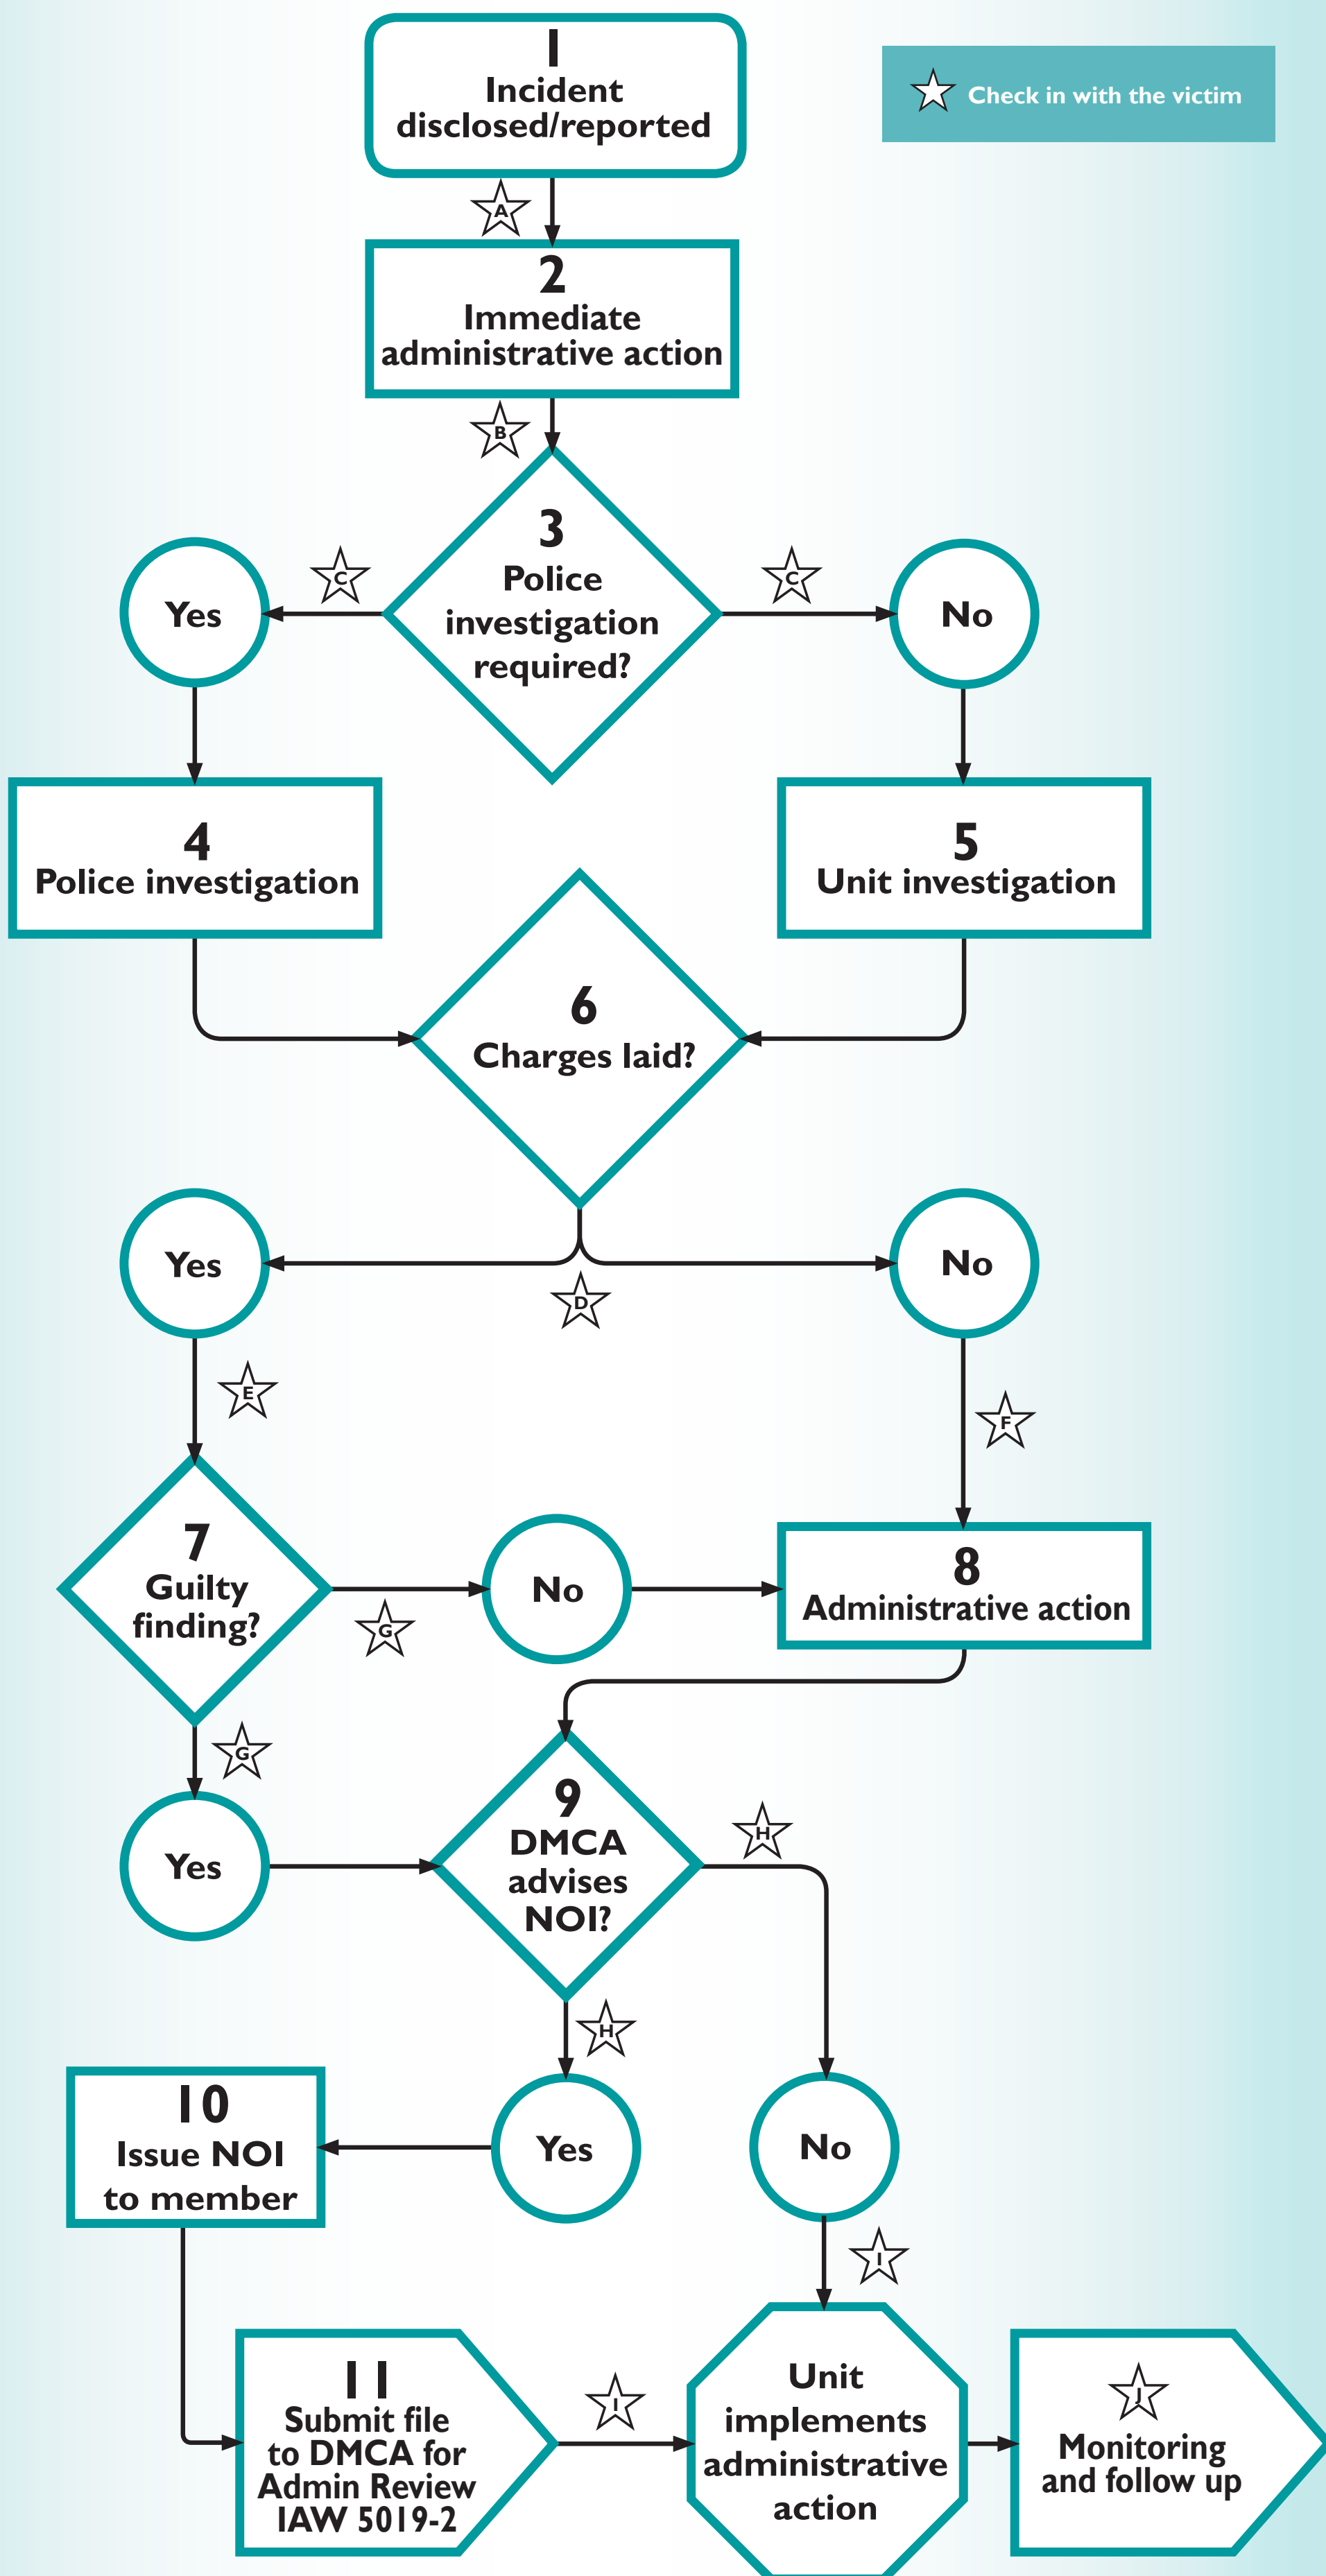 1
Incident
disclosed/reported
Check in with the victim
A
2
Immediate
administrative action
B
3
Police
investigation
required?
C
C
Yes
No
4
Police investigation
5
Unit investigation
6
Charges laid?
Yes
No
D
E
F
7
Guilty
finding?
G
No
8
Administrative action
G
Yes
9
DMCA
advises
NOI?
H
H
10
Issue NOI
to member
Yes
No
I
11
Submit file
to DMCA for
Admin Review
IAW 5019-2
I
Unit
implements
administrative
action
J
Monitoring
and follow up